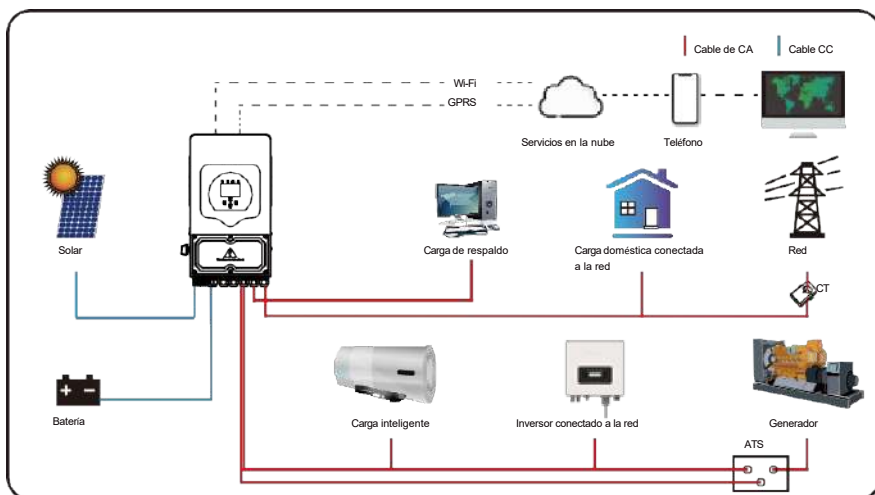 Cable de CA
Cable CC
Wi-Fi
GPRS
Servicios en la nube
Teléfono
Solar
Carga de respaldo
Carga doméstica conectada
a la red
Red
CT
Batería
Carga inteligente
Inversor conectado a la red
Generador
ATS